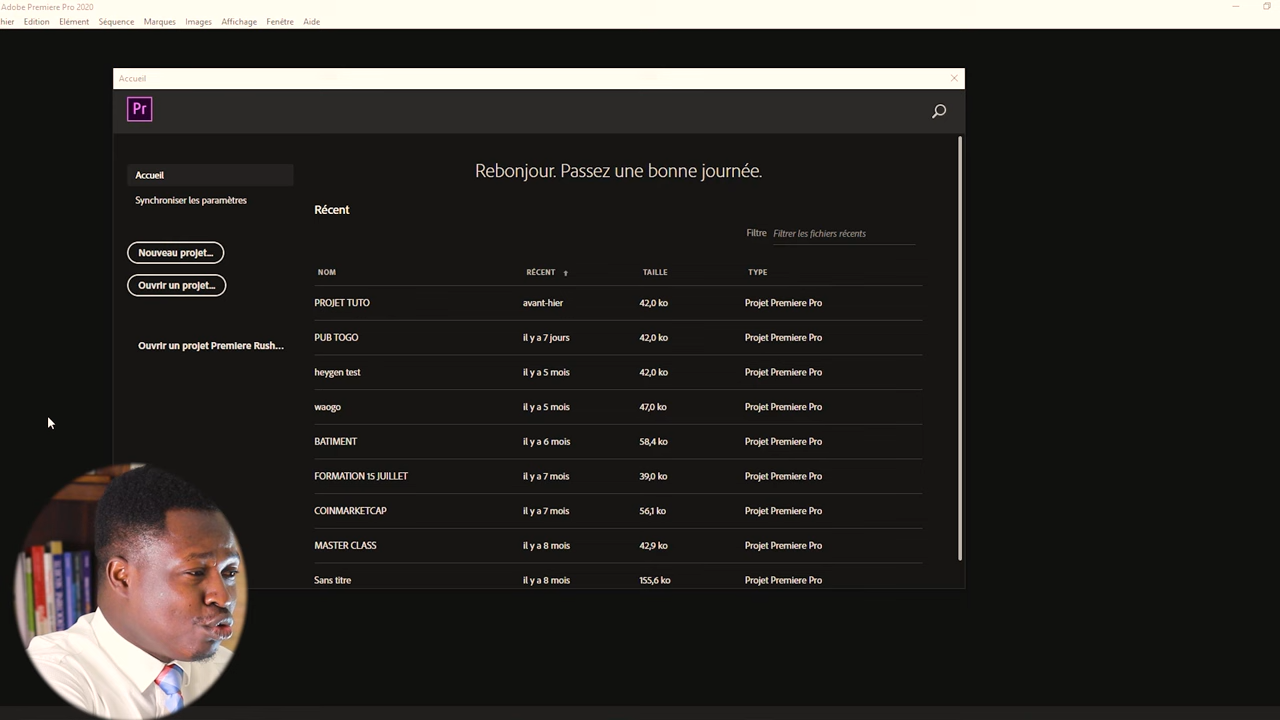 Adobe Premiere Pro 2020
hier Edition Elément Séquence Marques Images Affichage Fenêtre Aide
Accueil
Pr
Accueil
Synchroniser les paramètres
Nouveau projet...
Ouvrir un projet...
Ouvrir un projet Premiere Rush...
Rebonjour. Passez une bonne journée.
Récent
Filtre Filtrer les fichiers récents
NOM RÉCENT TAILLE TYPE
PROJET TUTO avant-hier 42,0 ko Projet Premiere Pro
PUB TOGO il y a 7 jours 42,0 ko Projet Premiere Pro
heygen test il y a 5 mois 42,0 ko Projet Premiere Pro
waogo il y a 5 mois 47,0 ko Projet Premiere Pro
BATIMENT il y a 6 mois 58,4 ko Projet Premiere Pro
FORMATION 15 JUILLET il y a 7 mois 39,0 ko Projet Premiere Pro
COINMARKETCAP il y a 7 mois 56,1 ko Projet Premiere Pro
MASTER CLASS il y a 8 mois 42,9 ko Projet Premiere Pro
Sans titre il y a 8 mois 155,6 ko Projet Premiere Pro